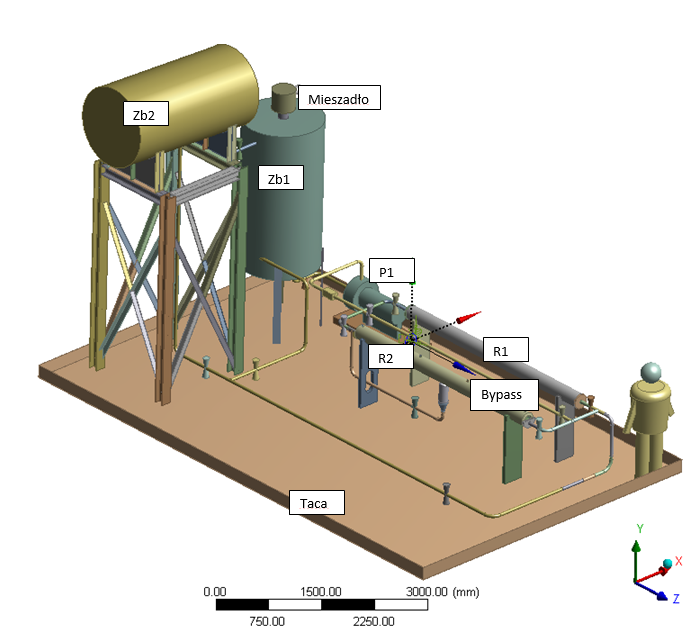 Mieszadło
Zb2
Zb1
P1
R1
R2
Bypass
Taca
Y
X
Z
0.00 1500.00 3000.00 (mm)
750.00 2250.00